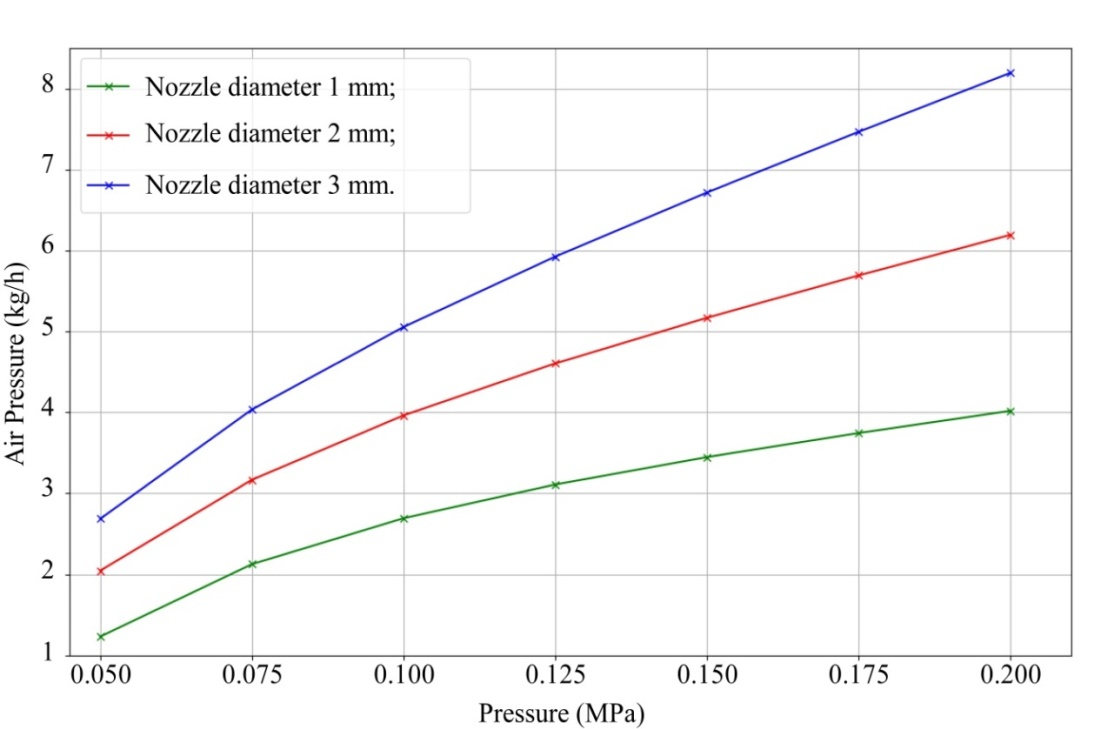 Nozzle diameter 1 mm;
Nozzle diameter 2 mm;
Nozzle diameter 3 mm.
Air Pressure (kg/h)
8
7
6
5
4
3
2
1
0.050 0.075 0.100 0.125 0.150 0.175 0.200
Pressure (MPa)